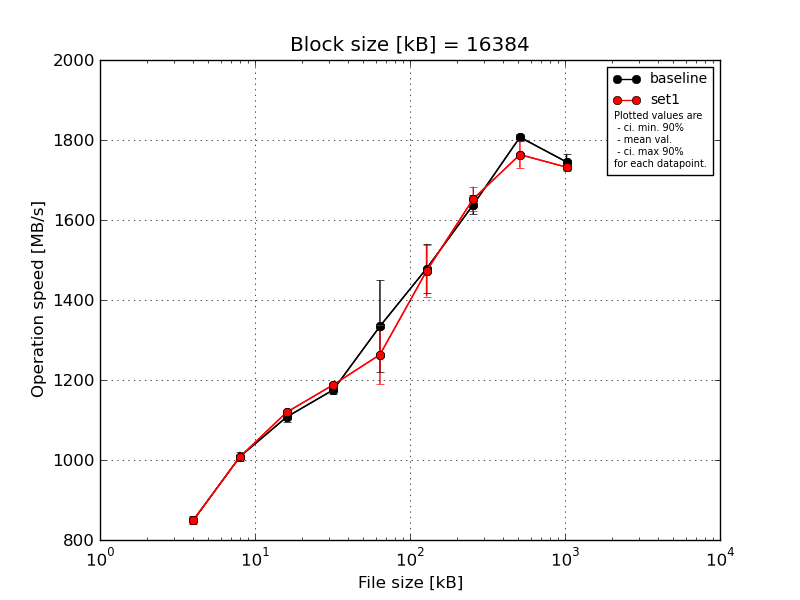 Block size [kB] = 16384
2000
1800
1600
1400
1200
1000
800
Operation speed [MB/s]
baseline
set1
Plotted values are
- ci. min. 90%
- mean val.
- ci. max 90%
for each datapoint.
10^0 10^1 10^2 10^3 10^4
File size [kB]